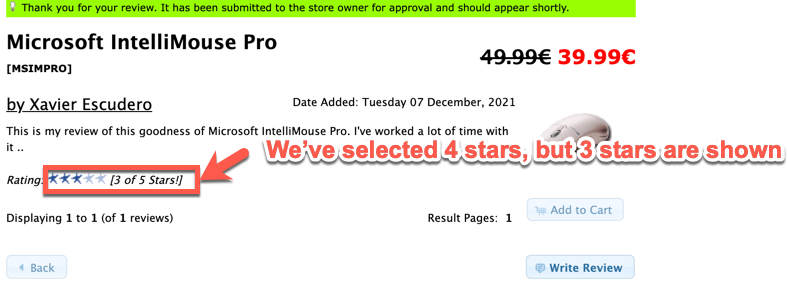 Thank you for your review. It has been submitted to the store owner for approval and should appear shortly.
Microsoft IntelliMouse Pro
49.99€ 39.99€
[MSIMPRO]
by Xavier Escudero
Date Added: Tuesday 07 December, 2021
This is my review of this goodness of Microsoft IntelliMouse Pro. I've worked a lot of time with
it ..
We've selected 4 stars, but 3 stars are shown
Rating: [3 of 5 Stars!]
Add to Cart
Displaying 1 to 1 (of 1 reviews)
Result Pages: 1
Back
Write Review